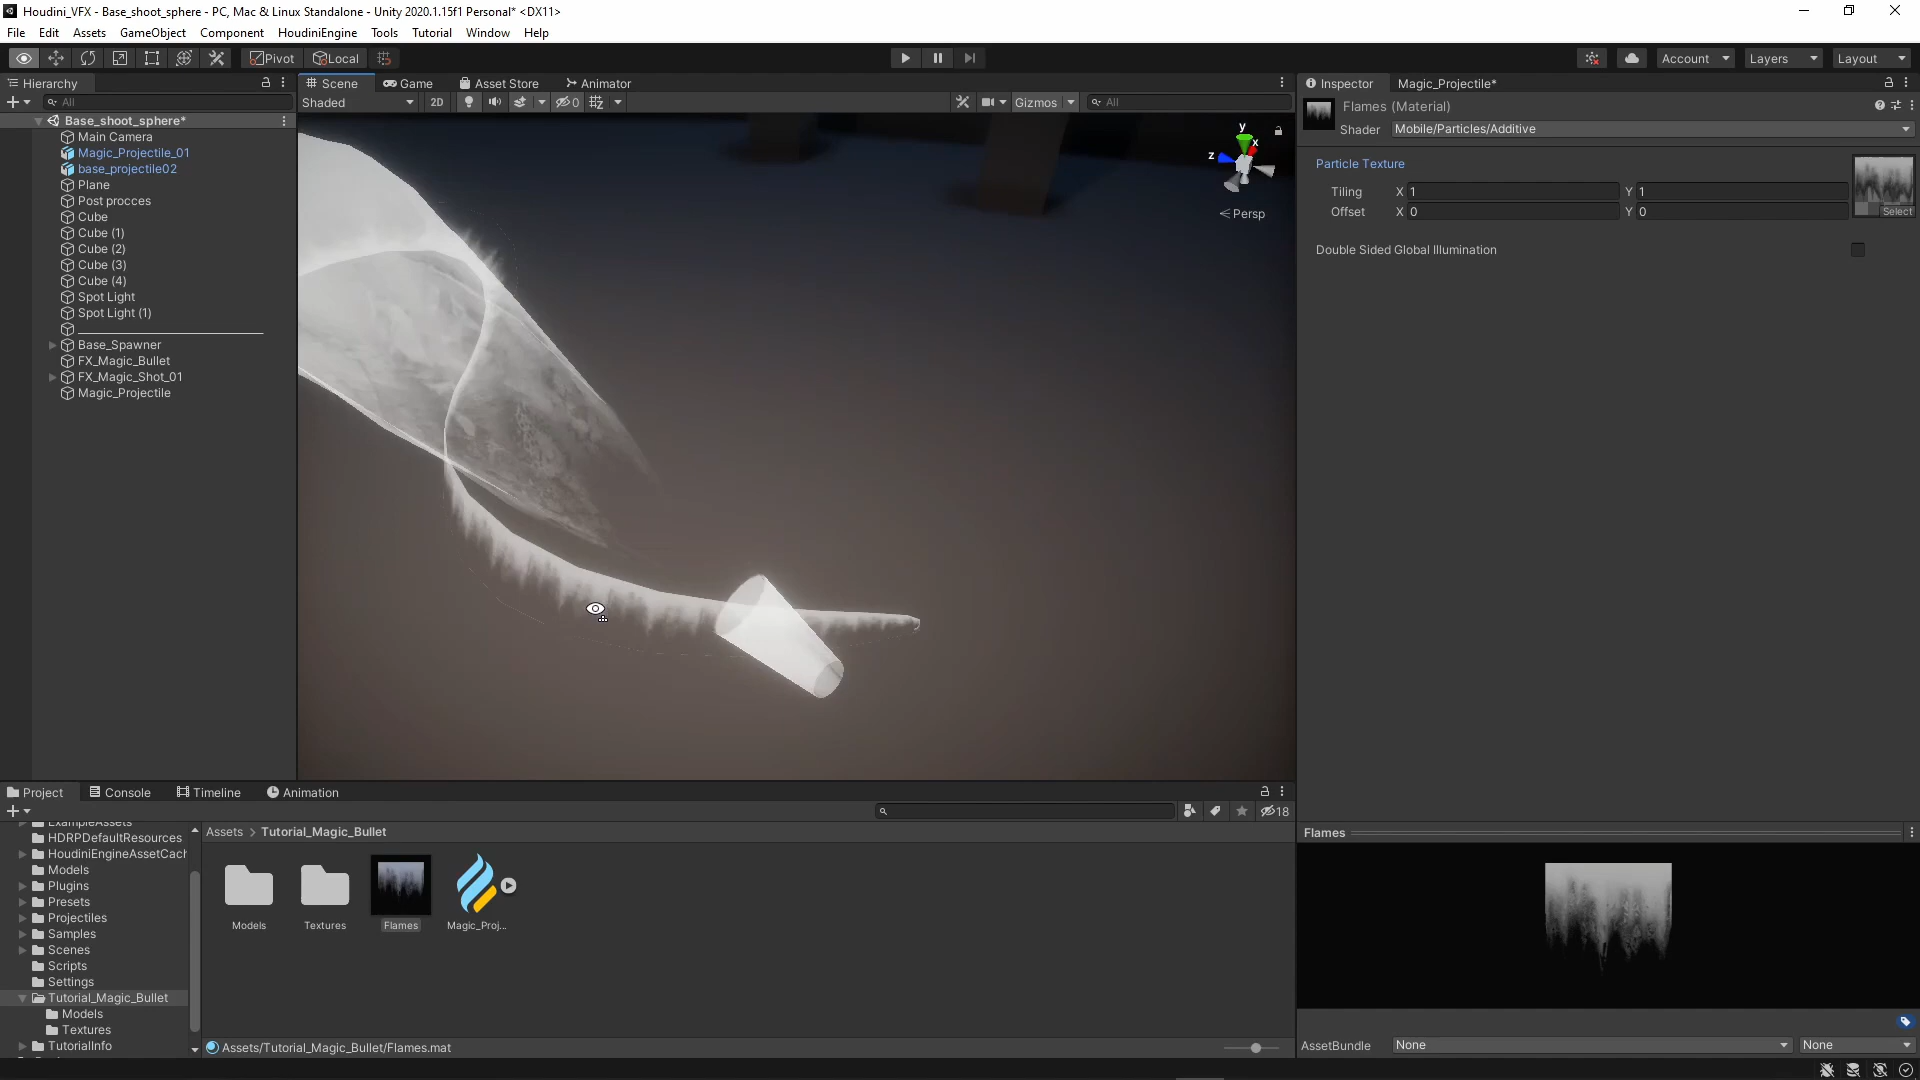 Houdini_VFX - Base_shoot_sphere - PC, Mac & Linux Standalone - Unity 2020.1.15f1 Personal* <DX11>
File Edit Assets GameObject Component HoudiniEngine Tools Tutorial Window Help
Pivot Local
Account Layers Layout
Hierarchy
All
Base_shoot_sphere*
Main Camera
Magic_Projectile_01
base_projectile02
Plane
Post procces
Cube
Cube (1)
Cube (2)
Cube (3)
Cube (4)
Spot Light
Spot Light (1)
Base_Spawner
FX_Magic_Bullet
FX_Magic_Shot_01
Magic_Projectile
Scene Game Asset Store Animator
Shaded 2D 0 Gizmos All
y
x
z
Persp
Inspector Magic_Projectile*
Flames (Material)
Shader Mobile/Particles/Additive
Particle Texture
Tiling X 1 Y 1
Offset X 0 Y 0
Select
Double Sided Global Illumination
Project Console Timeline Animation
18
ExampleAssets
HDRPDefaultResources
HoudiniEngineAssetCach
Models
Plugins
Presets
Projectiles
Samples
Scenes
Scripts
Settings
Tutorial_Magic_Bullet
Models
Textures
TutorialInfo
Assets > Tutorial_Magic_Bullet
Models Textures Flames Magic_Proj...
Assets/Tutorial_Magic_Bullet/Flames.mat
Flames
AssetBundle None None